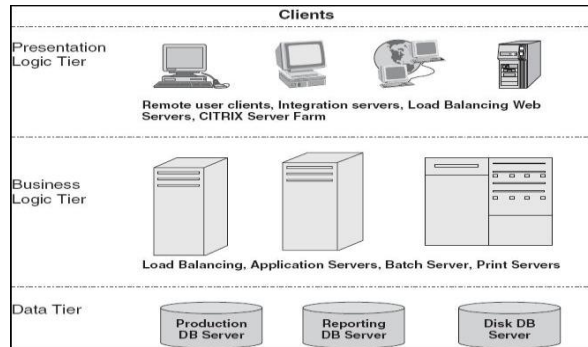 Clients
Presentation
Logic Tier
Remote user clients, Integration servers, Load Balancing Web
Servers, CITRIX Server Farm
Business
Logic Tier
Load Balancing, Application Servers, Batch Server, Print Servers
Data Tier
Production
DB Server
Reporting
DB Server
Disk DB
Server